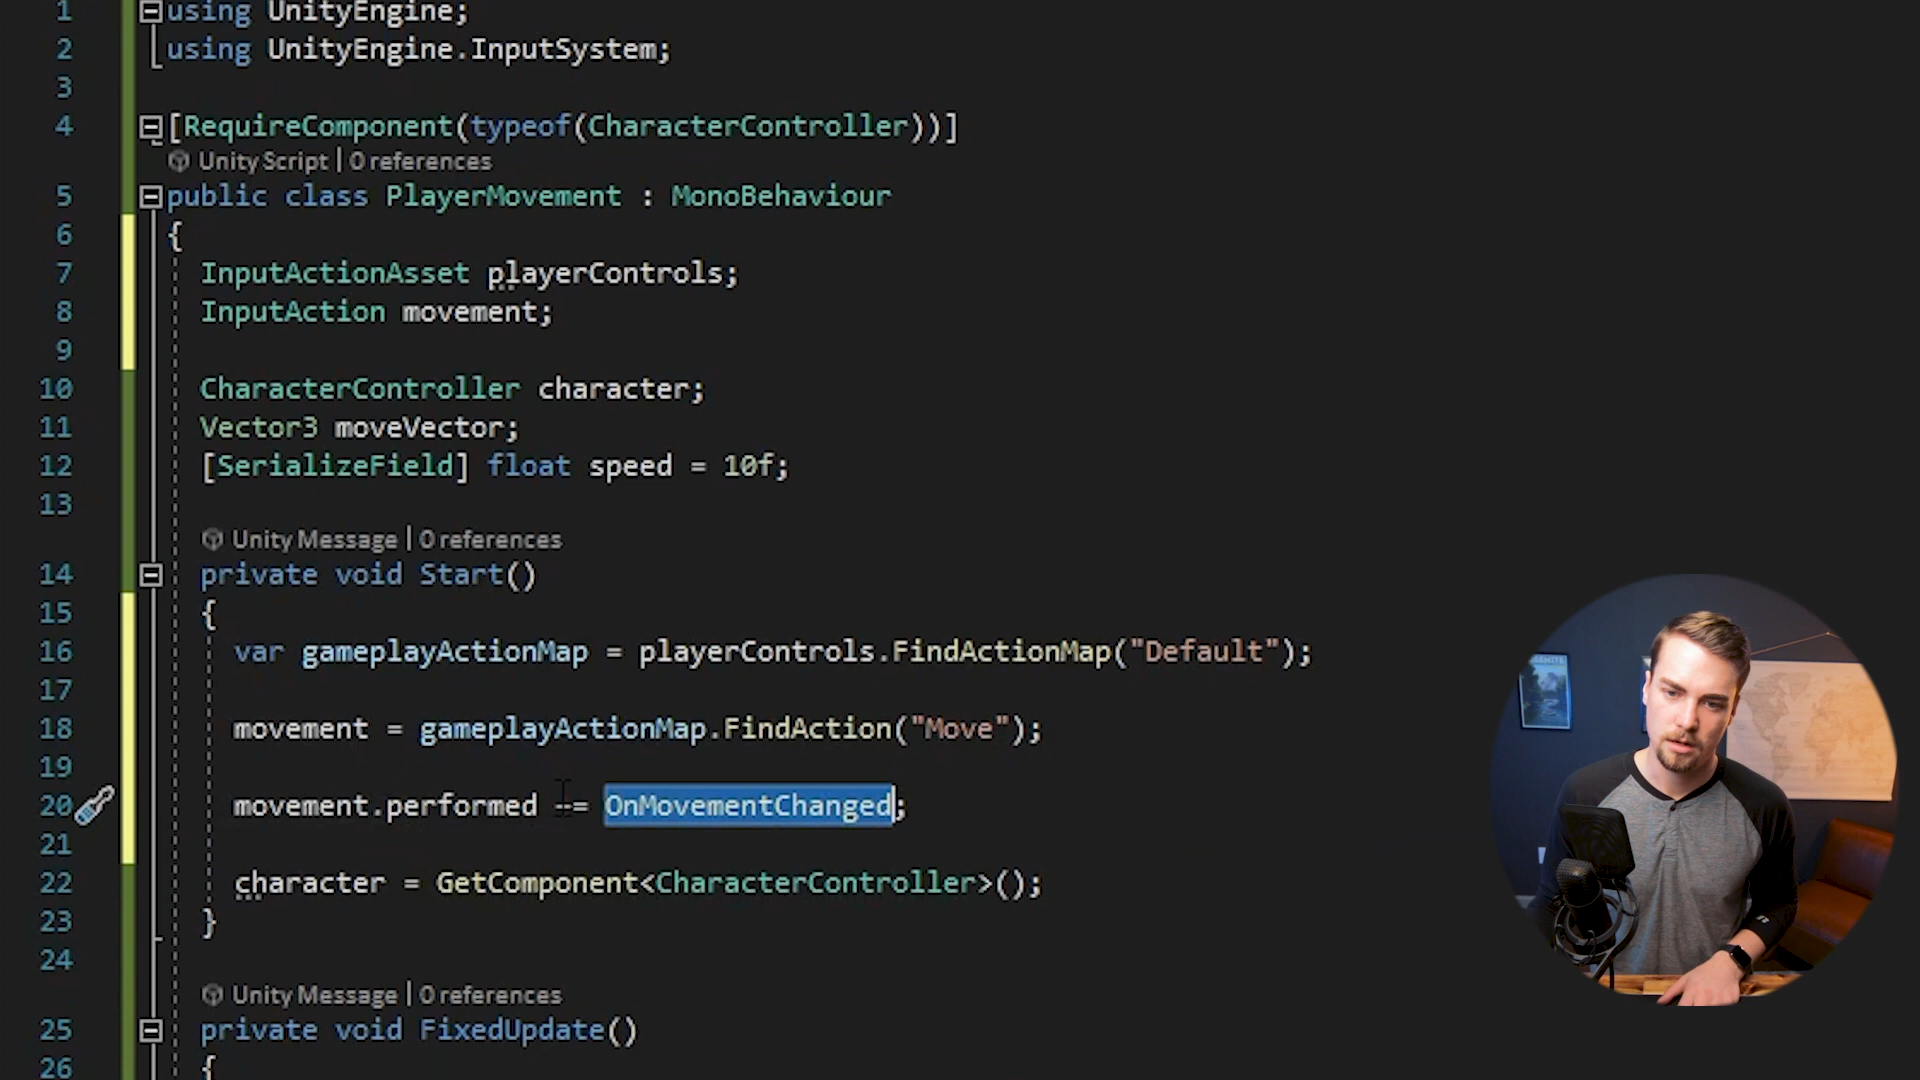 1 using UnityEngine;
2 using UnityEngine.InputSystem;
3
4 [RequireComponent(typeof(CharacterController))]
Unity Script | 0 references
5 public class PlayerMovement : MonoBehaviour
6 {
7 InputActionAsset playerControls;
8 InputAction movement;
9
10 CharacterController character;
11 Vector3 moveVector;
12 [SerializeField] float speed = 10f;
13
Unity Message | 0 references
14 private void Start()
15 {
16 var gameplayActionMap = playerControls.FindActionMap("Default");
17
18 movement = gameplayActionMap.FindAction("Move");
19
20 movement.performed += OnMovementChanged;
21
22 character = GetComponent<CharacterController>();
23 }
24
Unity Message | 0 references
25 private void FixedUpdate()
26 {